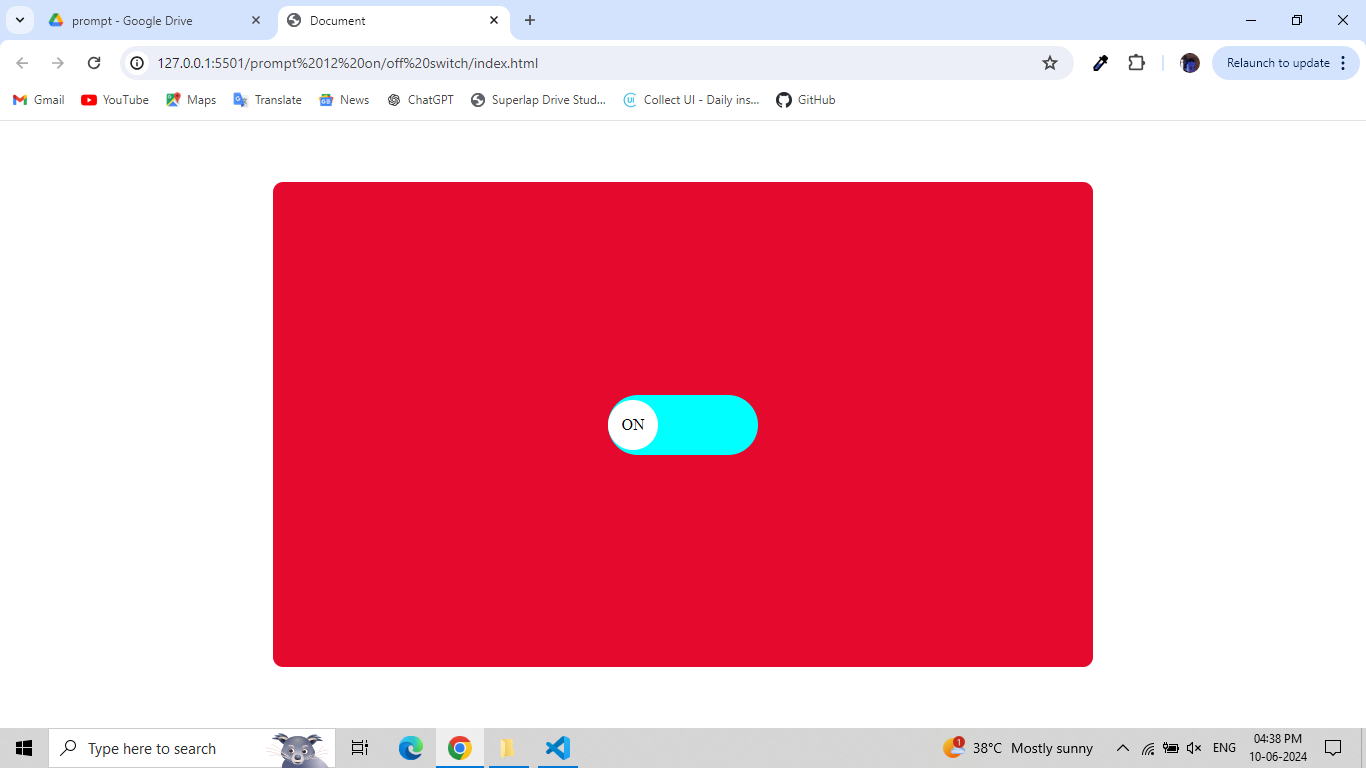 prompt - Google Drive
Document
127.0.0.1:5501/prompt%2012%20on/off%20switch/index.html
Relaunch to update
Gmail
YouTube
Maps
Translate
News
ChatGPT
Superlap Drive Stud...
Collect UI - Daily ins...
GitHub
ON
Type here to search
1
38°C Mostly sunny
ENG
04:38 PM
10-06-2024